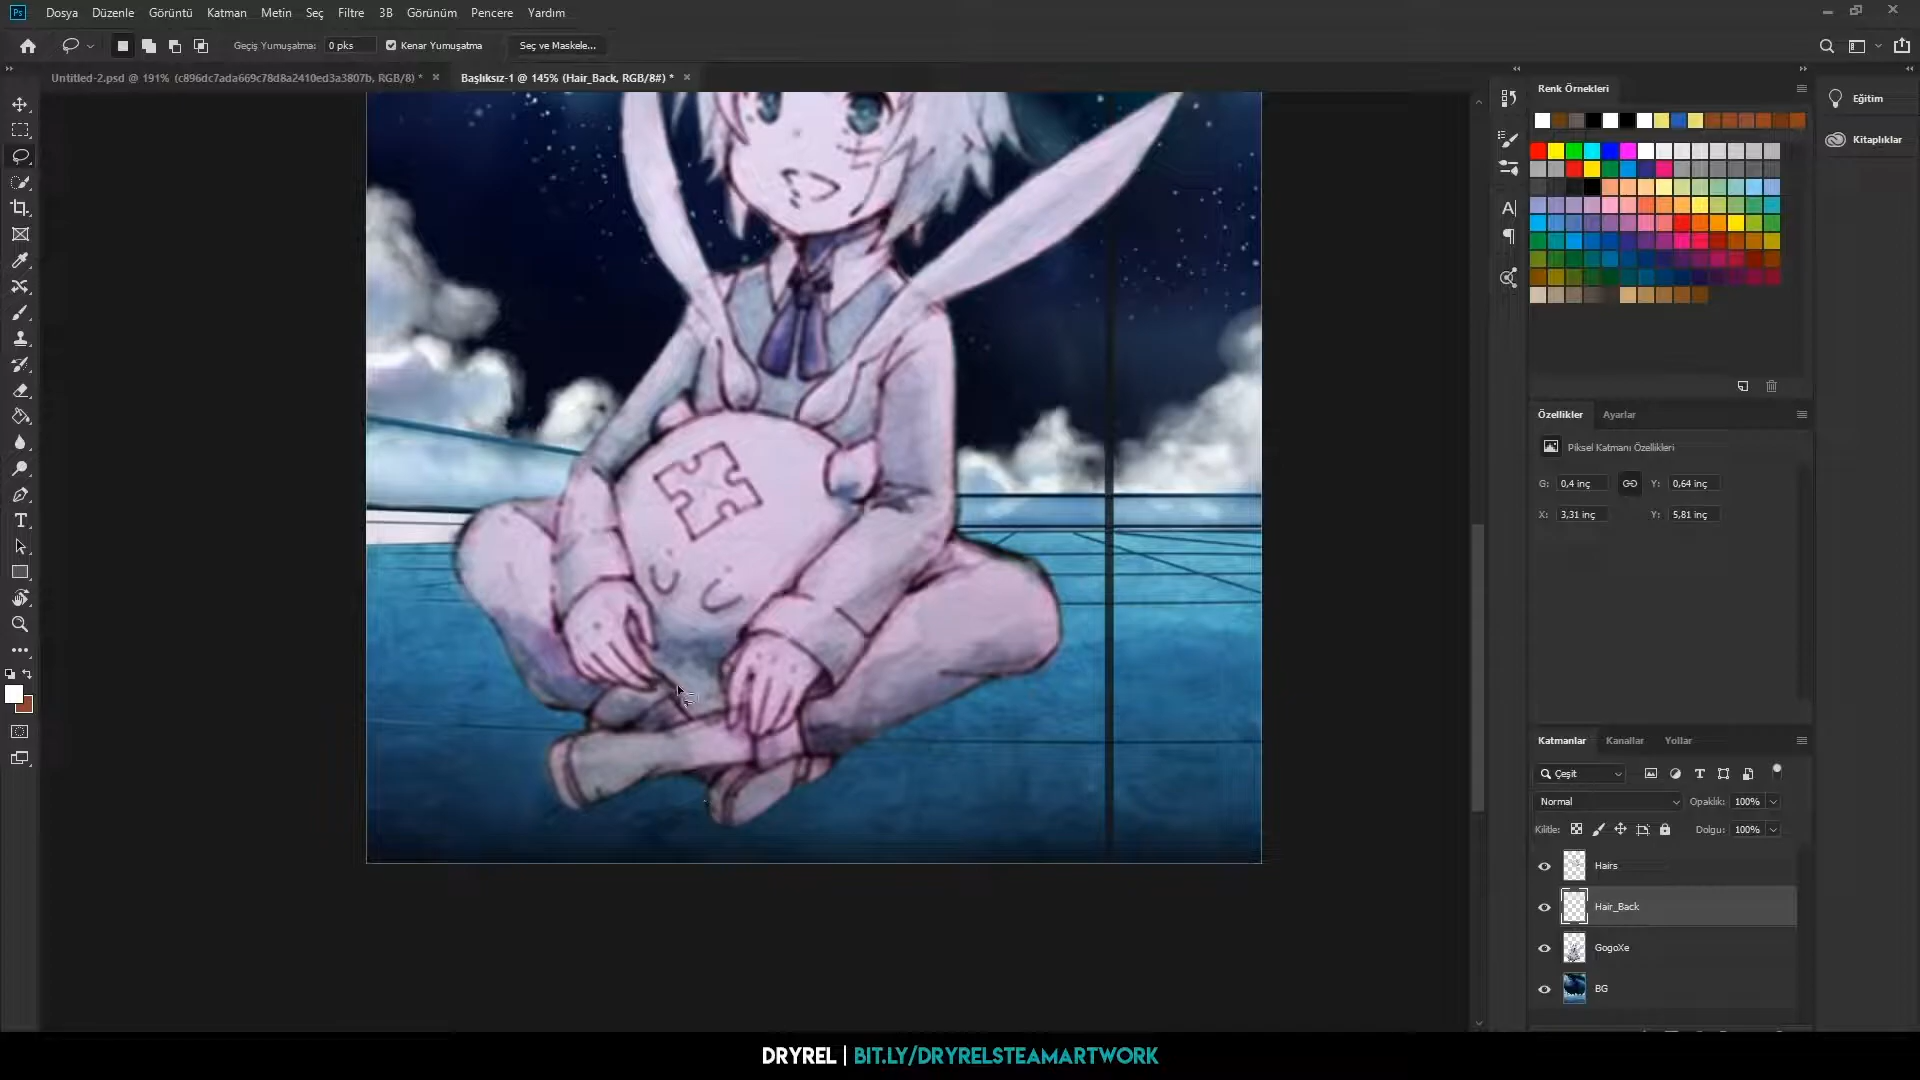 Ps Dosya Düzenle Görüntü Katman Metin Seç Filtre 3B Görünüm Pencere Yardım
Geçiş Yumuşatma: 0 pks Kenar Yumuşatma Seç ve Maskele...
Untitled-2.psd @ 191% (c896dc7ada669c78d8a2410ed3a3807b, RGB/8) * Başlıksız-1 @ 145% (Hair_Back, RGB/8#) *
Renk Örnekleri
Eğitim
Kitaplıklar
Özellikler Ayarlar
Piksel Katmanı Özellikleri
G: 0,4 inç Y: 0,64 inç
X: 3,31 inç Y: 5,81 inç
Katmanlar Kanallar Yollar
Çeşit
Normal Opaklık: 100%
Kilitle: Dolgu: 100%
Hairs
Hair_Back
GogoXe
BG
DRYREL | BIT.LY/DRYRELSTEAMARTWORK